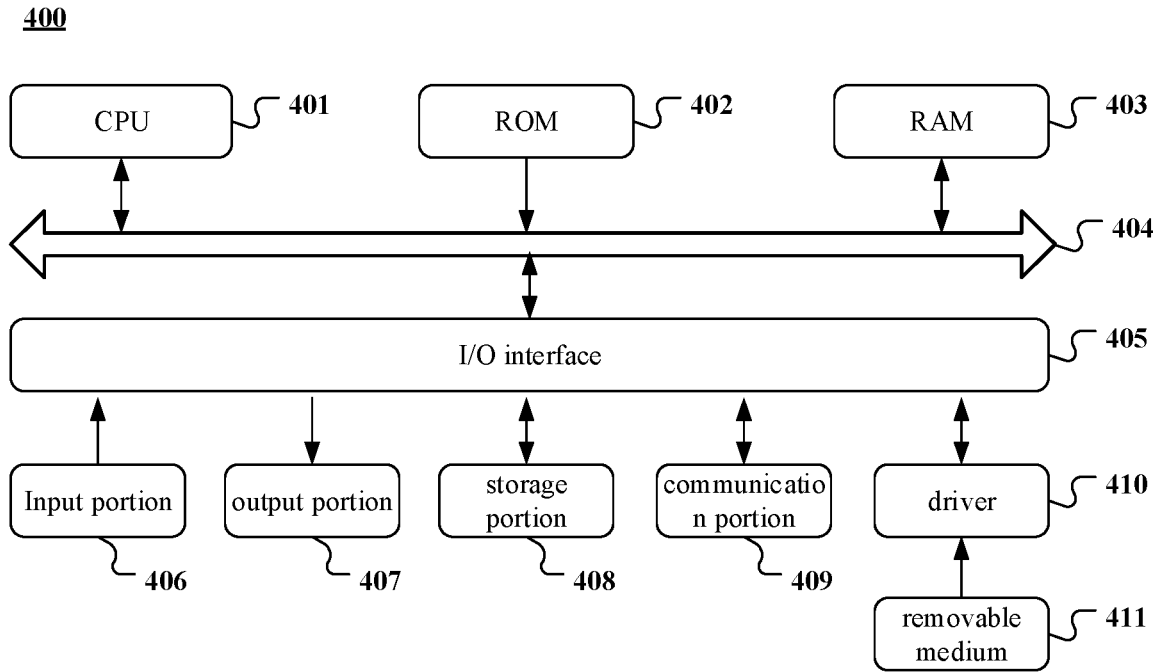 400
CPU
401
ROM
402
RAM
403
404
I/O interface
405
Input portion
406
output portion
407
storage
portion
408
communicatio
n portion
409
driver
410
removable
medium
411